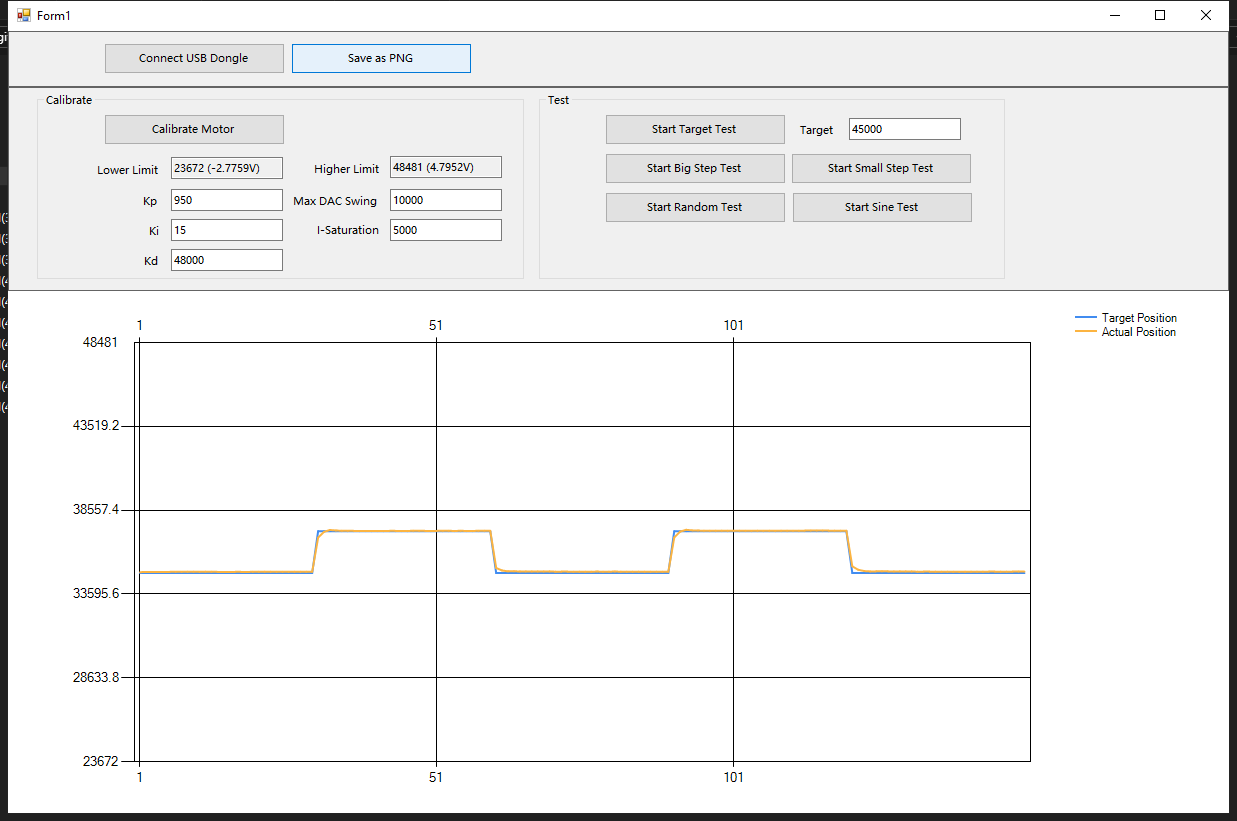 Form1
Connect USB Dongle
Save as PNG
Calibrate
Calibrate Motor
Lower Limit 23672 (-2.7759V) Higher Limit 48481 (4.7952V)
Kp 950 Max DAC Swing 10000
Ki 15 I-Saturation 5000
Kd 48000
Test
Start Target Test Target 45000
Start Big Step Test Start Small Step Test
Start Random Test Start Sine Test
1 51 101
Target Position
Actual Position
48481
43519.2
38557.4
33595.6
28633.8
23672
1 51 101